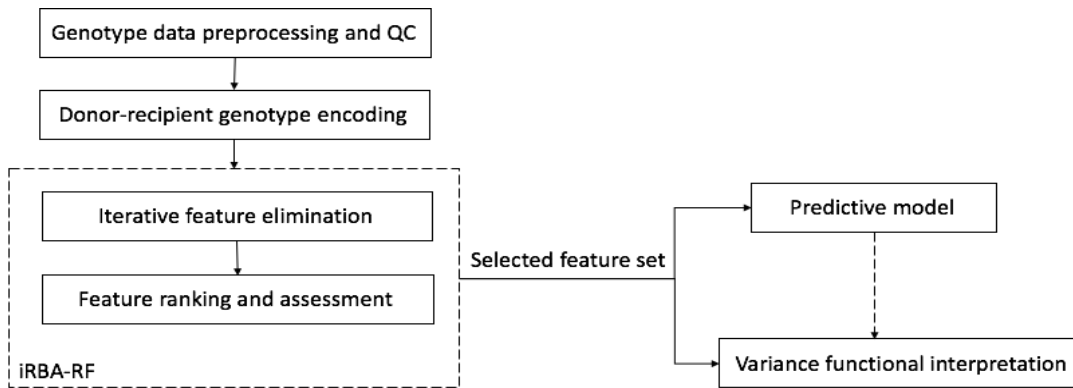 Genotype data preprocessing and QC
Donor-recipient genotype encoding
Iterative feature elimination
Feature ranking and assessment
iRBA-RF
Selected feature set
Predictive model
Variance functional interpretation